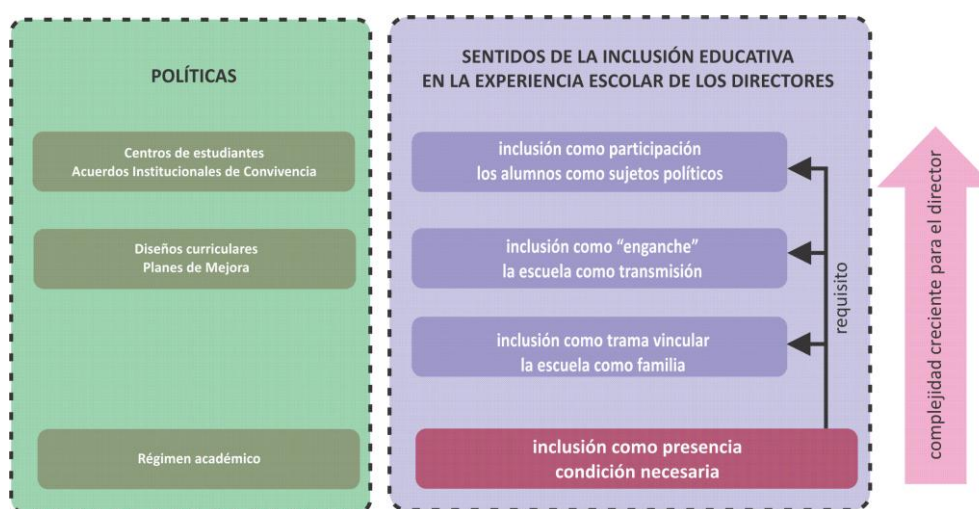 POLÍTICAS
Centros de estudiantes
Acuerdos Institucionales de Convivencia
Diseños curriculares
Planes de Mejora
Régimen académico
SENTIDOS DE LA INCLUSIÓN EDUCATIVA
EN LA EXPERIENCIA ESCOLAR DE LOS DIRECTORES
inclusión como participación
los alumnos como sujetos políticos
inclusión como “enganche”
la escuela como transmisión
inclusión como trama vincular
la escuela como familia
inclusión como presencia
condición necesaria
requisito
complejidad creciente para el director